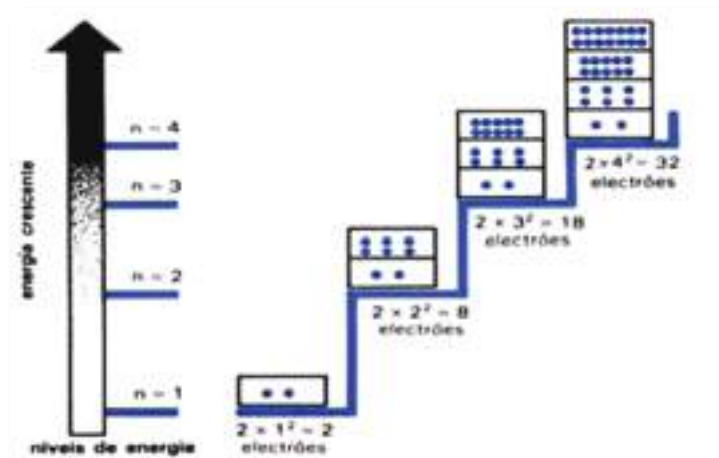 energia crescente
n = 4
n = 3
n = 2
n = 1
níveis de energia
2 × 1² = 2
electrões
2 × 2² = 8
electrões
2 × 3² = 18
electrões
2×4² = 32
electrões